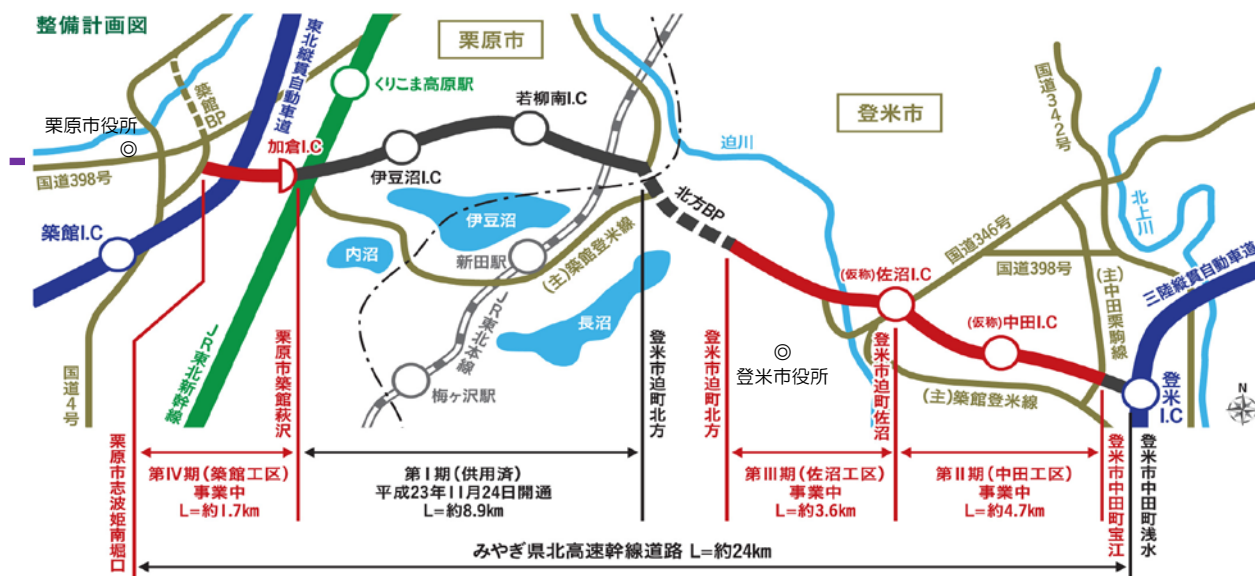 整備計画図
栗原市
登米市
東北縦貫自動車道
築館BP
くりこま高原駅
栗原市役所
若柳南I.C
加倉I.C
伊豆沼I.C
国道398号
迫川
国道342号
北上川
北方BP
築館I.C
伊豆沼
内沼
新田駅
(主)築館登米線
長沼
国道346号
国道398号
(仮称)佐沼I.C
(主)中田栗駒線
三陸縦貫自動車道
(仮称)中田I.C
JR東北新幹線
JR東北本線
梅ヶ沢駅
国道4号
登米市役所
(主)築館登米線
登米I.C
N
栗原市志波姫南堀口
栗原市築館萩沢
登米市迫町北方
登米市迫町北方
登米市迫町佐沼
登米市中田町宝江
登米市中田町浅水
第Ⅳ期(築館工区)
事業中
L=約1.7km
第Ⅰ期(供用済)
平成23年11月24日開通
L=約8.9km
第Ⅲ期(佐沼工区)
事業中
L=約3.6km
第Ⅱ期(中田工区)
事業中
L=約4.7km
みやぎ県北高速幹線道路 L=約24km